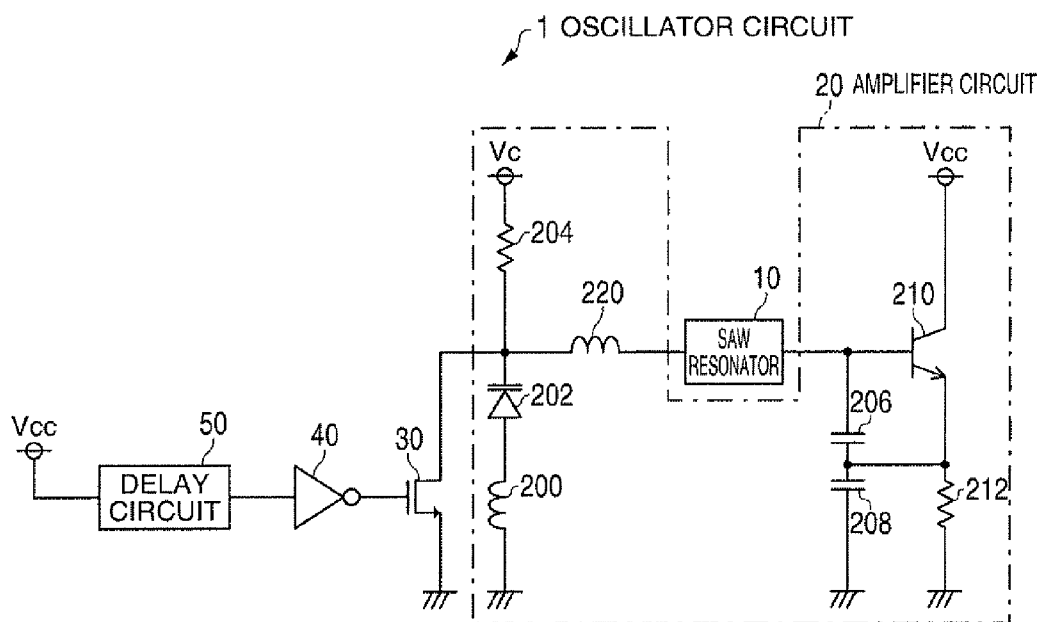 1 OSCILLATOR CIRCUIT
20 AMPLIFIER CIRCUIT
Vc
Vcc
204
220
10
210
SAW
RESONATOR
202
206
Vcc
50
40
30
DELAY
CIRCUIT
200
208
212